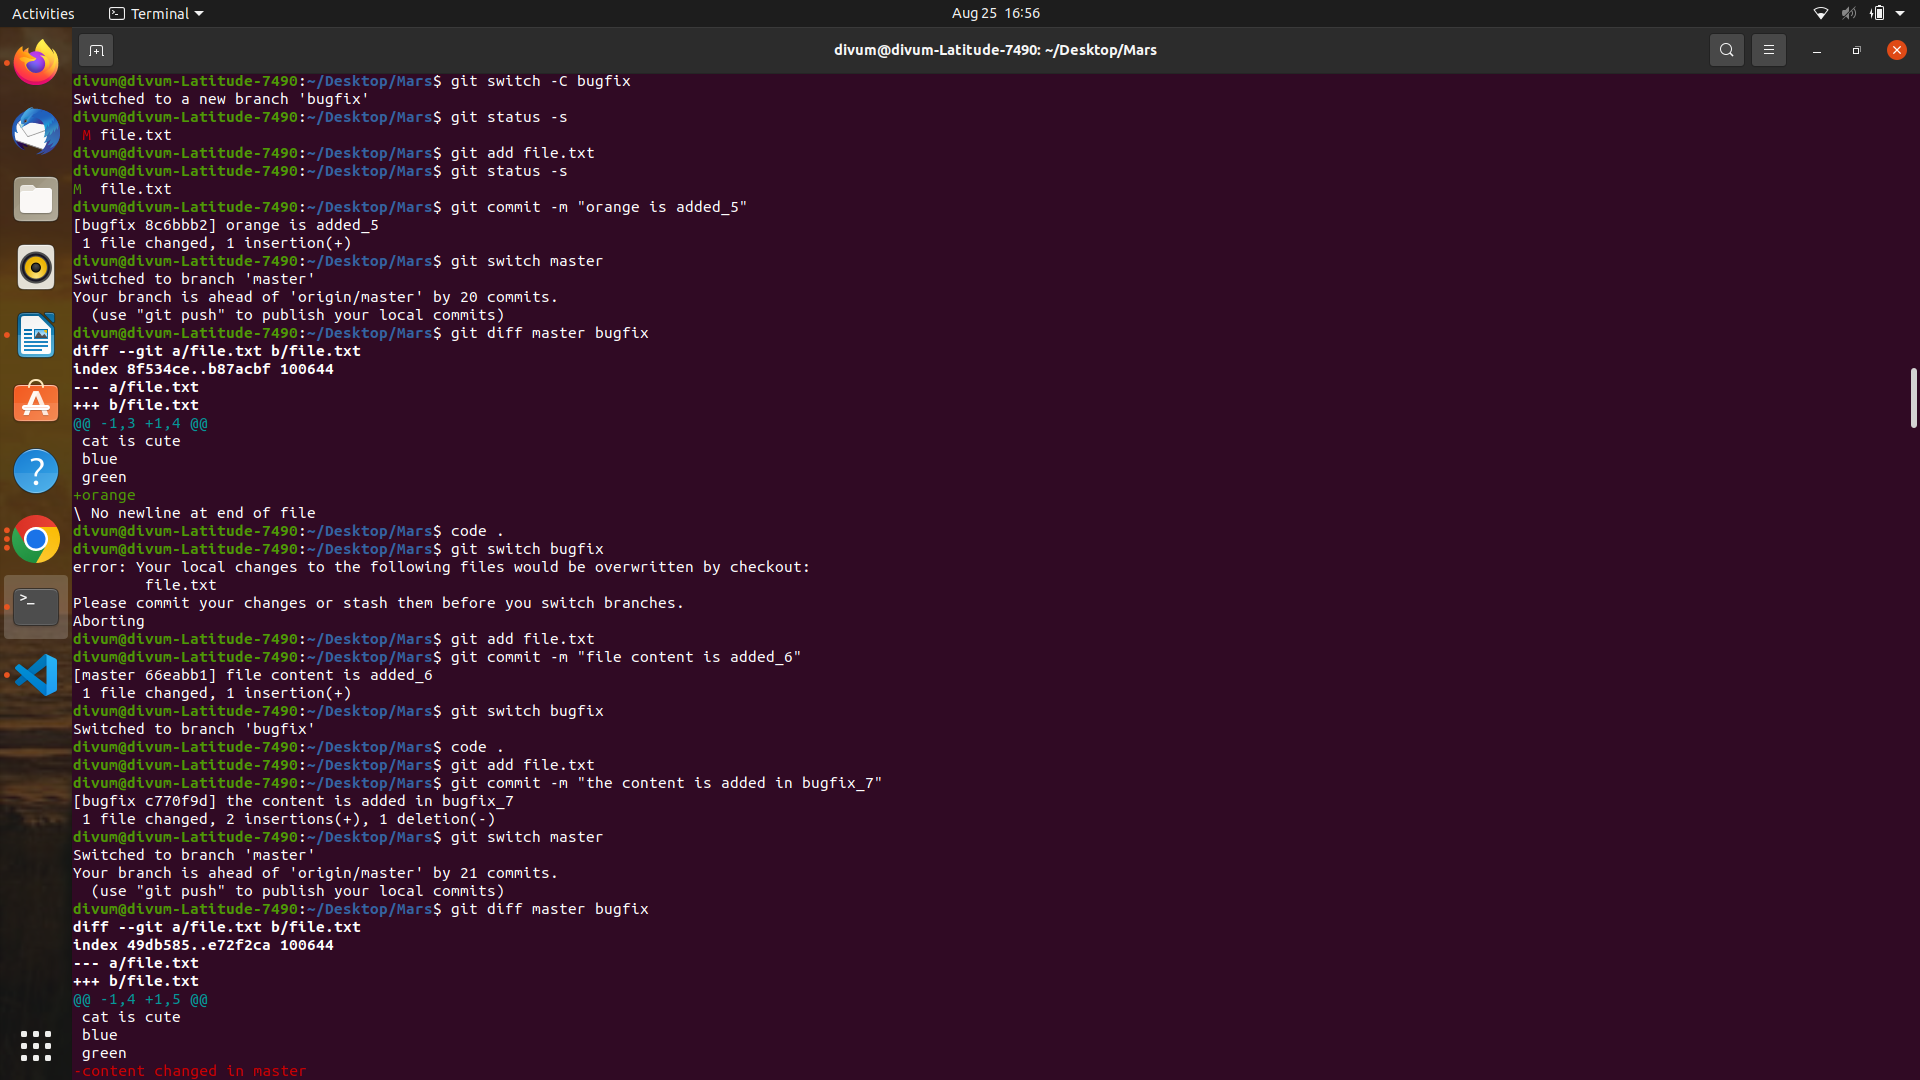 Activities
Terminal
Aug 25 16:56
divum@divum-Latitude-7490: ~/Desktop/Mars
divum@divum-Latitude-7490:~/Desktop/Mars$ git switch -C bugfix
Switched to a new branch 'bugfix'
divum@divum-Latitude-7490:~/Desktop/Mars$ git status -s
 M file.txt
divum@divum-Latitude-7490:~/Desktop/Mars$ git add file.txt
divum@divum-Latitude-7490:~/Desktop/Mars$ git status -s
M  file.txt
divum@divum-Latitude-7490:~/Desktop/Mars$ git commit -m "orange is added_5"
[bugfix 8c6bbb2] orange is added_5
 1 file changed, 1 insertion(+)
divum@divum-Latitude-7490:~/Desktop/Mars$ git switch master
Switched to branch 'master'
Your branch is ahead of 'origin/master' by 20 commits.
  (use "git push" to publish your local commits)
divum@divum-Latitude-7490:~/Desktop/Mars$ git diff master bugfix
diff --git a/file.txt b/file.txt
index 8f534ce..b87acbf 100644
--- a/file.txt
+++ b/file.txt
@@ -1,3 +1,4 @@
 cat is cute
 blue
 green
+orange
\ No newline at end of file
divum@divum-Latitude-7490:~/Desktop/Mars$ code .
divum@divum-Latitude-7490:~/Desktop/Mars$ git switch bugfix
error: Your local changes to the following files would be overwritten by checkout:
        file.txt
Please commit your changes or stash them before you switch branches.
Aborting
divum@divum-Latitude-7490:~/Desktop/Mars$ git add file.txt
divum@divum-Latitude-7490:~/Desktop/Mars$ git commit -m "file content is added_6"
[master 66eabb1] file content is added_6
 1 file changed, 1 insertion(+)
divum@divum-Latitude-7490:~/Desktop/Mars$ git switch bugfix
Switched to branch 'bugfix'
divum@divum-Latitude-7490:~/Desktop/Mars$ code .
divum@divum-Latitude-7490:~/Desktop/Mars$ git add file.txt
divum@divum-Latitude-7490:~/Desktop/Mars$ git commit -m "the content is added in bugfix_7"
[bugfix c770f9d] the content is added in bugfix_7
 1 file changed, 2 insertions(+), 1 deletion(-)
divum@divum-Latitude-7490:~/Desktop/Mars$ git switch master
Switched to branch 'master'
Your branch is ahead of 'origin/master' by 21 commits.
  (use "git push" to publish your local commits)
divum@divum-Latitude-7490:~/Desktop/Mars$ git diff master bugfix
diff --git a/file.txt b/file.txt
index 49db585..e72f2ca 100644
--- a/file.txt
+++ b/file.txt
@@ -1,4 +1,5 @@
 cat is cute
 blue
 green
-content changed in master